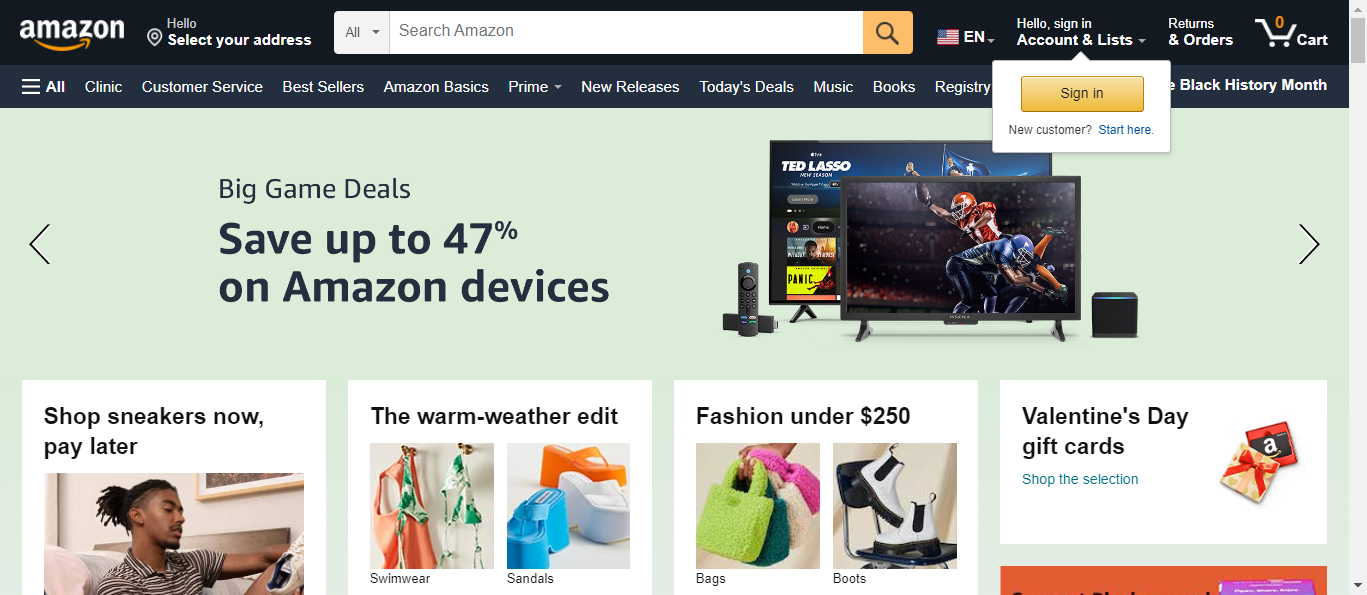 amazon
Hello
Select your address
All
Search Amazon
EN
Hello, sign in
Account & Lists
Returns
& Orders
0
Cart
All
Clinic
Customer Service
Best Sellers
Amazon Basics
Prime
New Releases
Today's Deals
Music
Books
Registry
e Black History Month
Sign in
New customer? Start here.
Big Game Deals
Save up to 47%
on Amazon devices
TED LASSO
NEW SEASON
Learn More
Home
PANIC
Shop sneakers now,
pay later
The warm-weather edit
Swimwear
Sandals
Fashion under $250
Bags
Boots
Valentine's Day
gift cards
Shop the selection
a